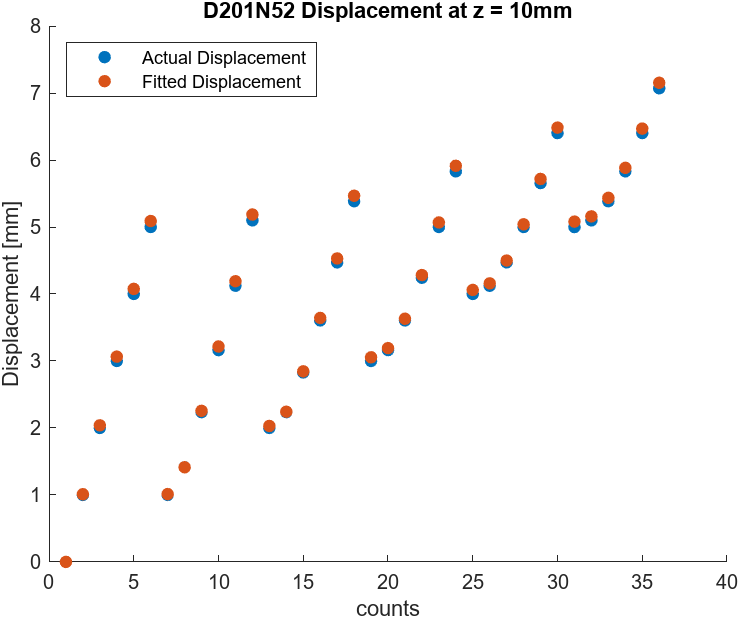 D201N52 Displacement at z = 10mm
Actual Displacement
Fitted Displacement
Displacement [mm]
8
7
6
5
4
3
2
1
0
0 5 10 15 20 25 30 35 40
counts